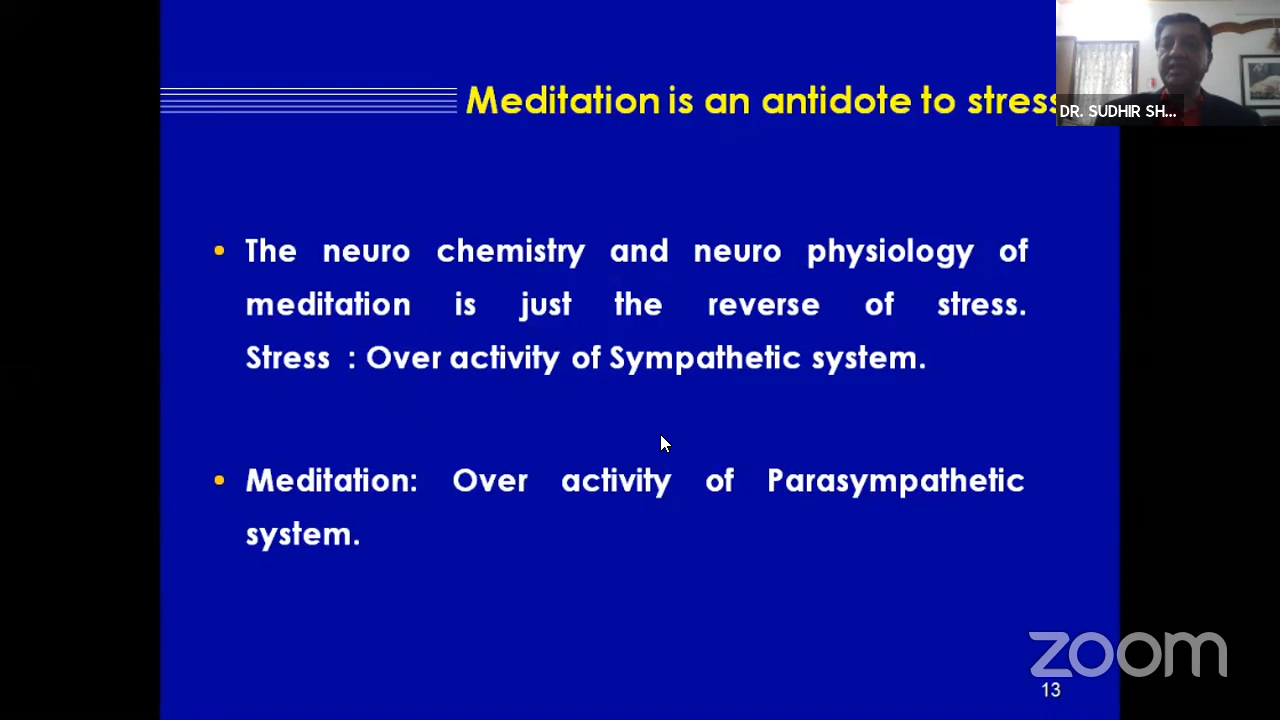 Meditation is an antidote to stress
DR. SUDHIR SH...
The neuro chemistry and neuro physiology of
meditation is just the reverse of stress.
Stress : Over activity of Sympathetic system.
Meditation: Over activity of Parasympathetic
system.
zoom
13